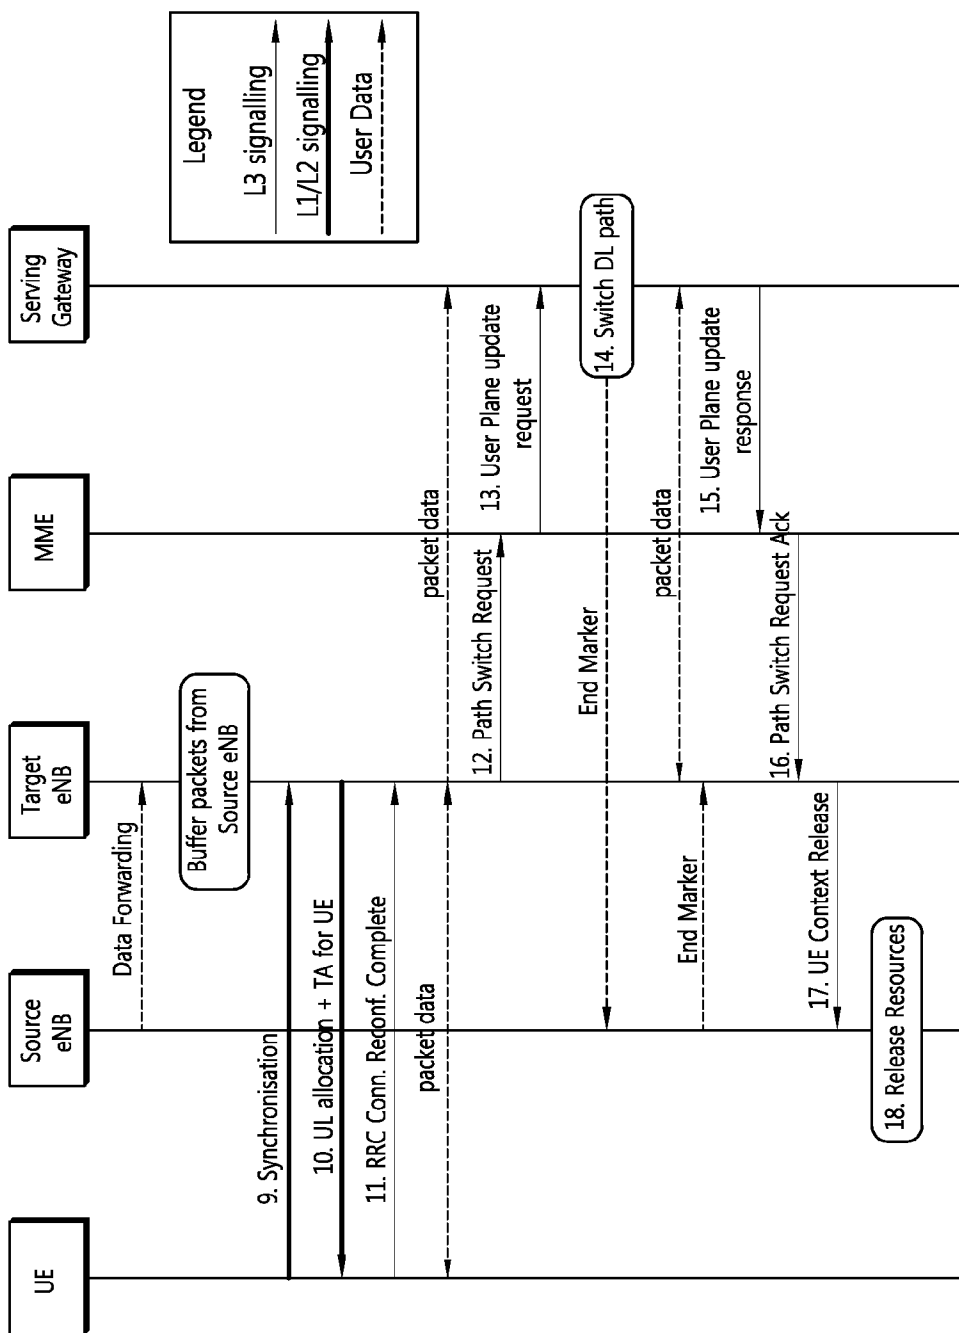 UE
Source
eNB
Target
eNB
MME
Serving
Gateway
Legend
L3 signalling
L1/L2 signalling
User Data
Data Forwarding
Buffer packets from
Source eNB
9. Synchronisation
10. UL allocation + TA for UE
11. RRC Conn. Reconf. Complete
packet data
packet data
12. Path Switch Request
13. User Plane update
request
14. Switch DL path
End Marker
packet data
End Marker
15. User Plane update
response
16. Path Switch Request Ack
17. UE Context Release
18. Release Resources